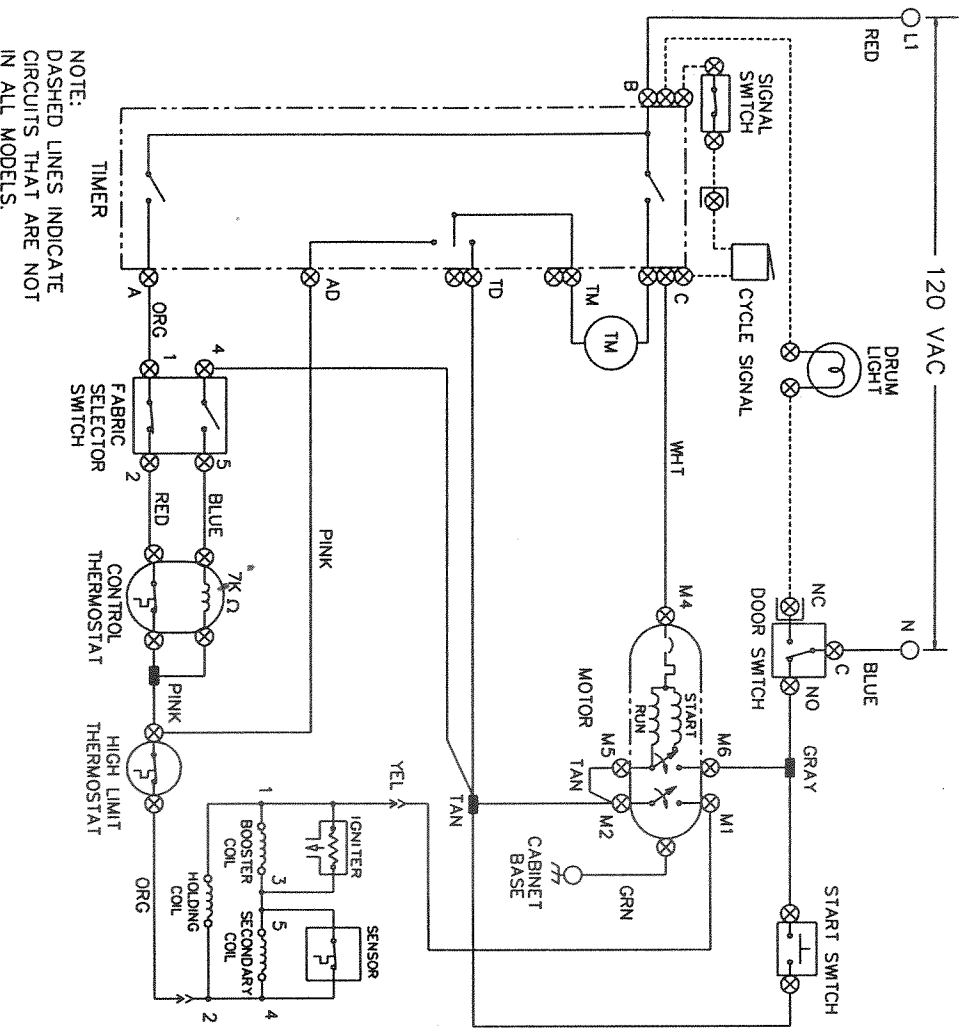 120 VAC
L1
RED
N
BLUE
C
DOOR SWITCH
NC
NO
GRAY
START SWITCH
DRUM
LIGHT
SIGNAL
SWITCH
CYCLE SIGNAL
B
C
TM
TM
TD
AD
A
TIMER
WHT
M4
MOTOR
START
RUN
M5
M6
TAN
M2
M1
CABINET
BASE
GRN
TAN
PINK
ORG
1
4
FABRIC
SELECTOR
SWITCH
2
5
RED
BLUE
7K Ω
CONTROL
THERMOSTAT
PINK
HIGH LIMIT
THERMOSTAT
YEL
ORG
1
IGNITER
BOOSTER
COIL
3
HOLDING
COIL
5
SECONDARY
COIL
SENSOR
4
2
NOTE:
DASHED LINES INDICATE
CIRCUITS THAT ARE NOT
IN ALL MODELS.